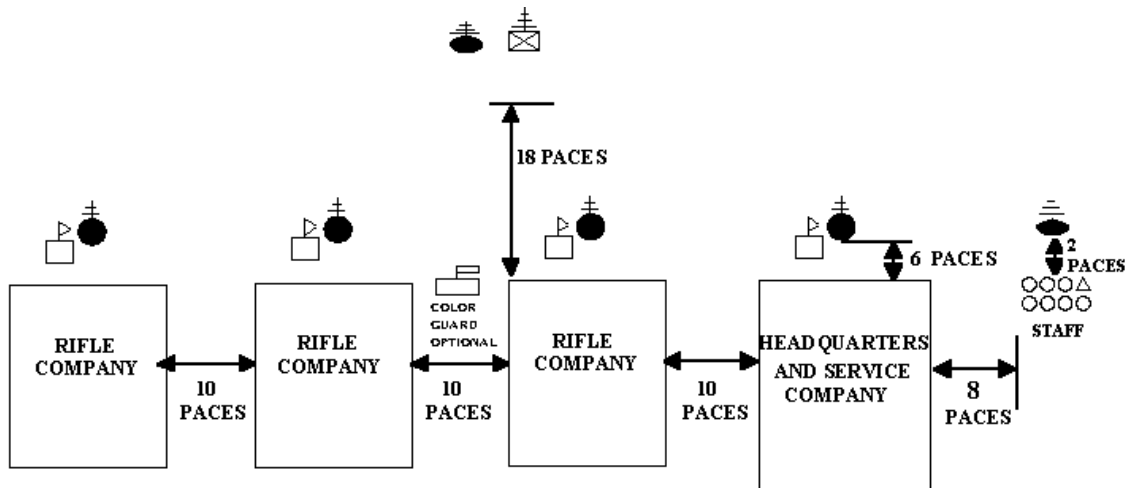 18 PACES
2
PACES
6 PACES
COLOR
GUARD
OPTIONAL
STAFF
RIFLE
COMPANY
RIFLE
COMPANY
RIFLE
COMPANY
HEADQUARTERS
AND SERVICE
COMPANY
10
PACES
10
PACES
10
PACES
8
PACES